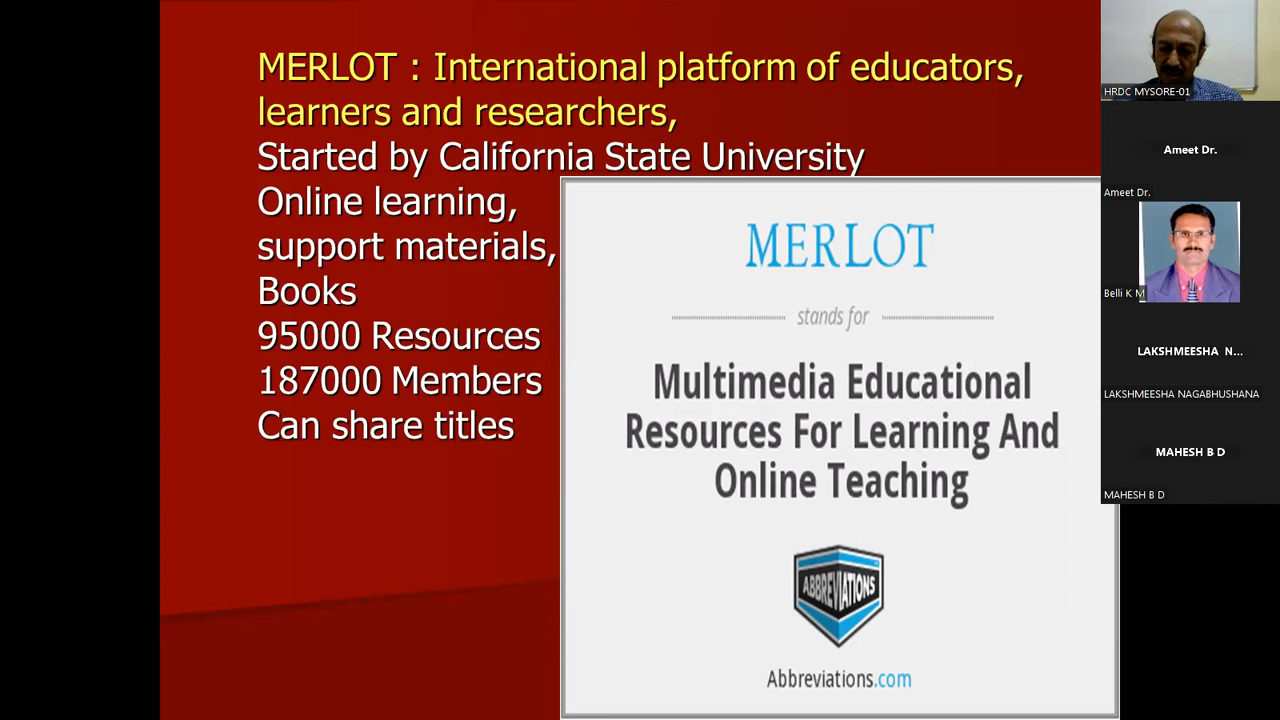 MERLOT : International platform of educators,
learners and researchers,
Started by California State University
Online learning,
support materials,
Books
95000 Resources
187000 Members
Can share titles
MERLOT
stands for
Multimedia Educational
Resources For Learning And
Online Teaching
ABBREVIATIONS
Abbreviations.com
HRDC MYSORE-01
Ameet Dr.
Ameet Dr.
Belli K M
LAKSHMEESHA N...
LAKSHMEESHA NAGABHUSHANA
MAHESH B D
MAHESH B D